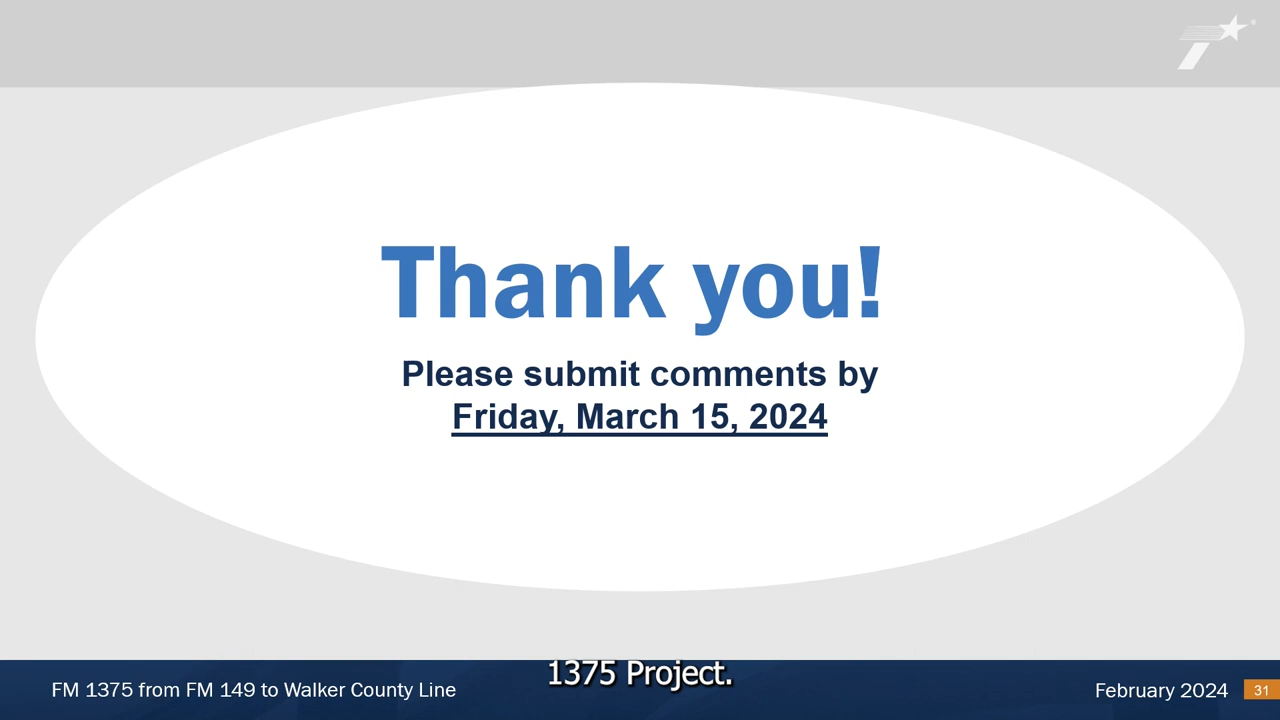 Thank you!
Please submit comments by
Friday, March 15, 2024
1375 Project.
FM 1375 from FM 149 to Walker County Line
February 2024
31